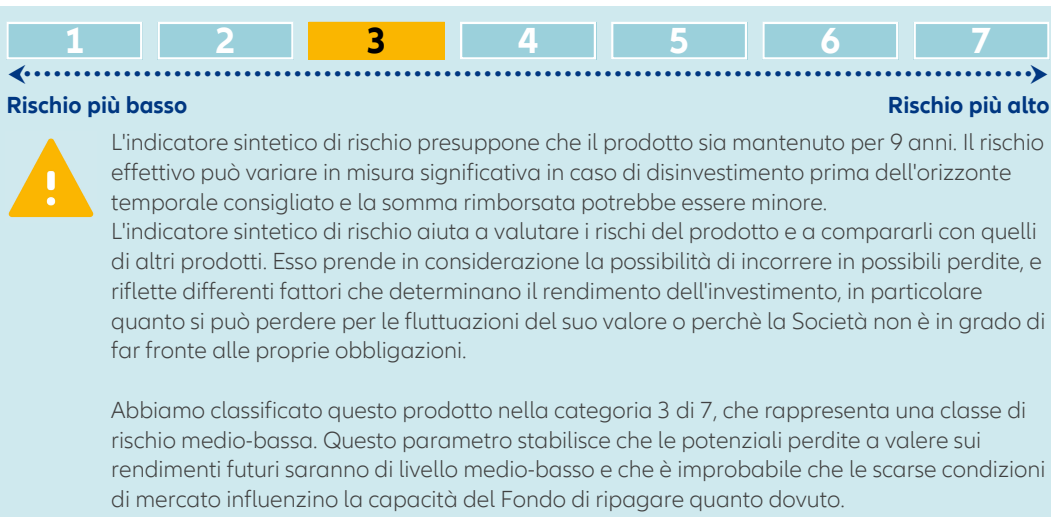 1 2 3 4 5 6 7
Rischio più basso Rischio più alto
L'indicatore sintetico di rischio presuppone che il prodotto sia mantenuto per 9 anni. Il rischio
effettivo può variare in misura significativa in caso di disinvestimento prima dell'orizzonte
temporale consigliato e la somma rimborsata potrebbe essere minore.
L'indicatore sintetico di rischio aiuta a valutare i rischi del prodotto e a compararli con quelli
di altri prodotti. Esso prende in considerazione la possibilità di incorrere in possibili perdite, e
riflette differenti fattori che determinano il rendimento dell'investimento, in particolare
quanto si può perdere per le fluttuazioni del suo valore o perchè la Società non è in grado di
far fronte alle proprie obbligazioni.
Abbiamo classificato questo prodotto nella categoria 3 di 7, che rappresenta una classe di
rischio medio-bassa. Questo parametro stabilisce che le potenziali perdite a valere sui
rendimenti futuri saranno di livello medio-basso e che è improbabile che le scarse condizioni
di mercato influenzino la capacità del Fondo di ripagare quanto dovuto.